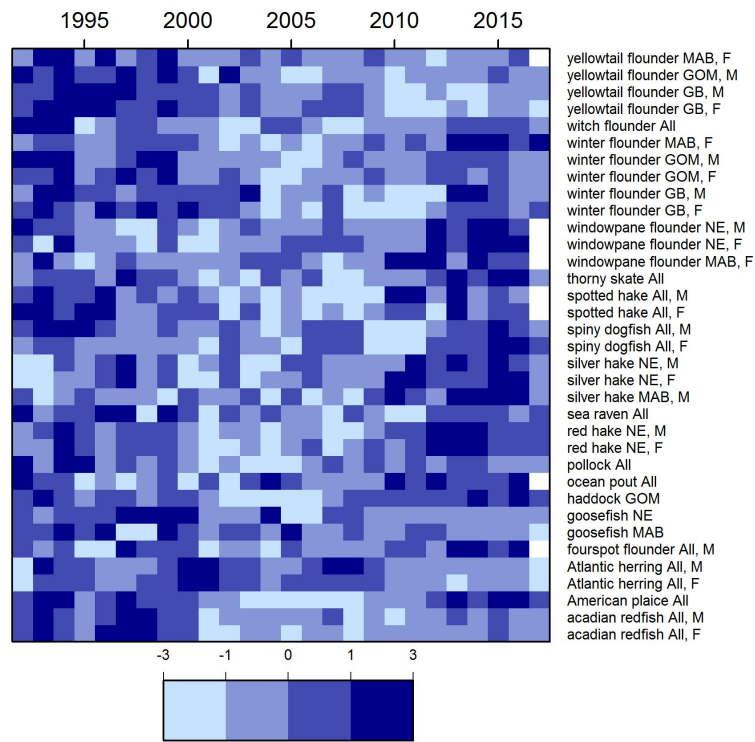 1995 2000 2005 2010 2015
yellowtail flounder MAB, F
yellowtail flounder GOM, M
yellowtail flounder GB, M
yellowtail flounder GB, F
witch flounder All
winter flounder MAB, F
winter flounder GOM, M
winter flounder GOM, F
winter flounder GB, M
winter flounder GB, F
windowpane flounder NE, M
windowpane flounder NE, F
windowpane flounder MAB, F
thorny skate All
spotted hake All, M
spotted hake All, F
spiny dogfish All, M
spiny dogfish All, F
silver hake NE, M
silver hake NE, F
silver hake MAB, M
sea raven All
red hake NE, M
red hake NE, F
pollock All
ocean pout All
haddock GOM
goosefish NE
goosefish MAB
fourspot flounder All, M
Atlantic herring All, M
Atlantic herring All, F
American plaice All
acadian redfish All, M
acadian redfish All, F
-3 -1 0 1 3